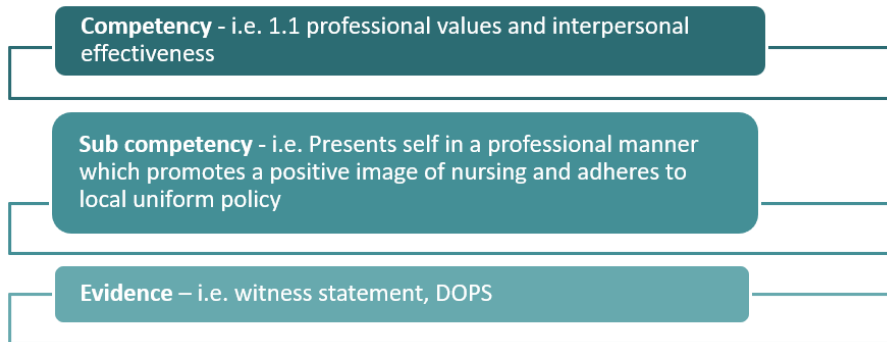 Competency - i.e. 1.1 professional values and interpersonal
effectiveness
Sub competency - i.e. Presents self in a professional manner
which promotes a positive image of nursing and adheres to
local uniform policy
Evidence – i.e. witness statement, DOPS